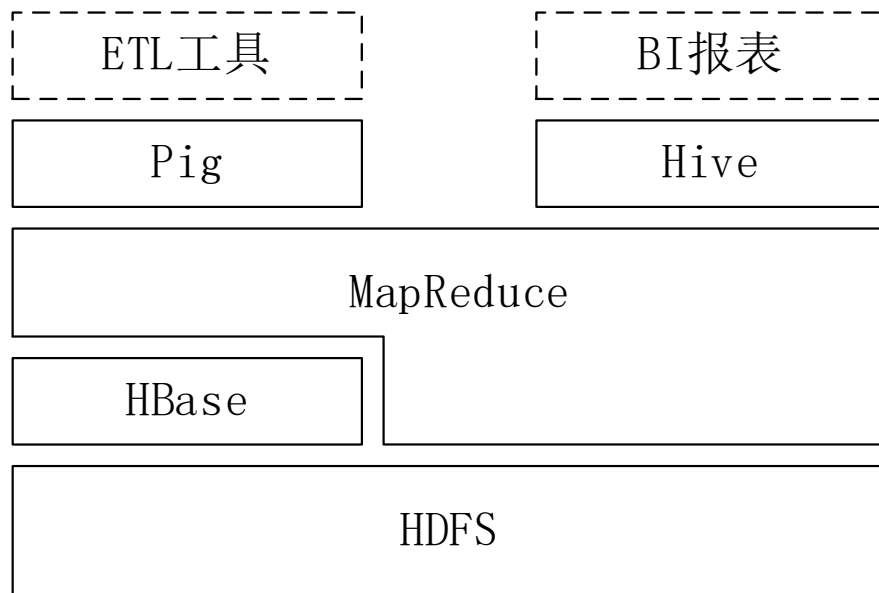 ETL工具
BI报表
Pig
Hive
MapReduce
HBase
HDFS